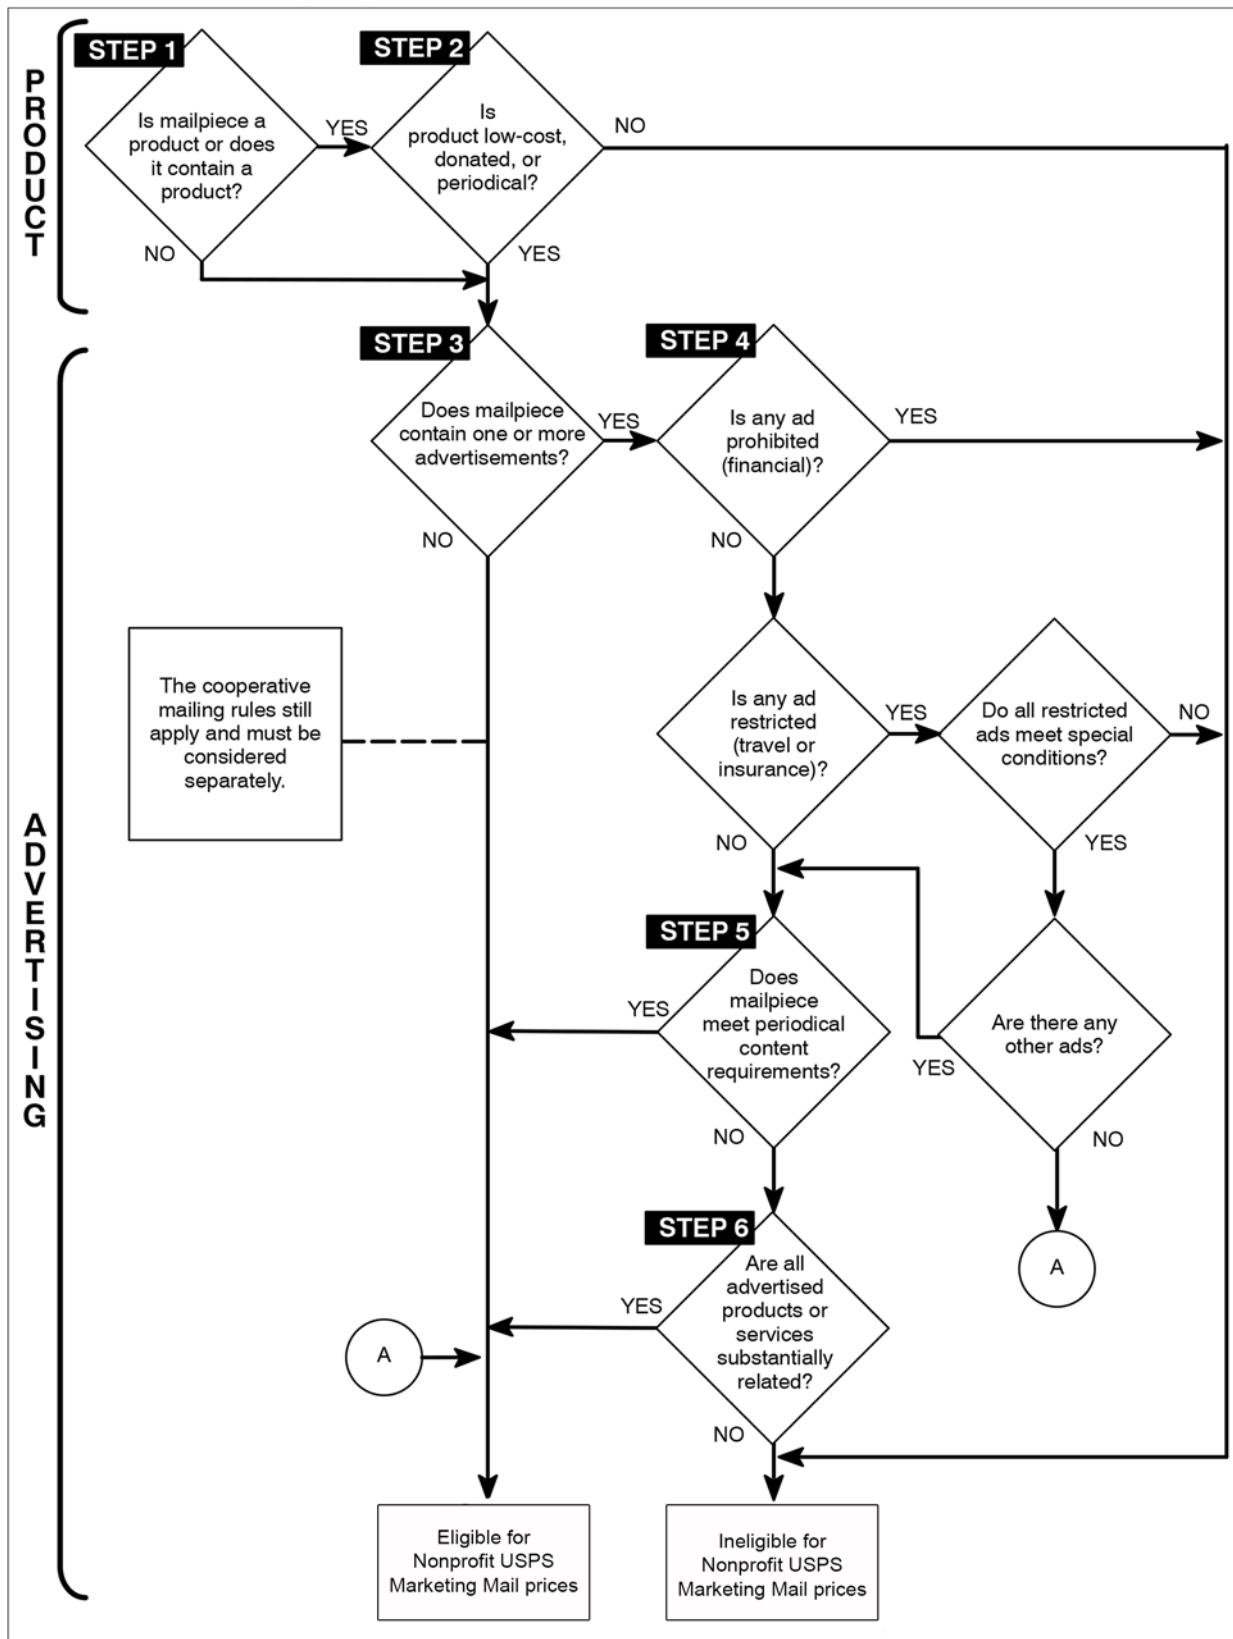 PRODUCT
STEP 1
Is mailpiece a
product or does
it contain a
product?
YES
NO
STEP 2
Is
product low-cost,
donated, or
periodical?
NO
YES
ADVERTISING
STEP 3
Does mailpiece
contain one or more
advertisements?
YES
NO
STEP 4
Is any ad
prohibited
(financial)?
YES
NO
The cooperative
mailing rules still
apply and must be
considered
separately.
Is any ad
restricted
(travel or
insurance)?
YES
NO
Do all restricted
ads meet special
conditions?
NO
YES
STEP 5
Does
mailpiece
meet periodical
content
requirements?
YES
NO
Are there any
other ads?
YES
NO
A
STEP 6
Are all
advertised
products or
services
substantially
related?
YES
NO
A
Eligible for
Nonprofit USPS
Marketing Mail prices
Ineligible for
Nonprofit USPS
Marketing Mail prices